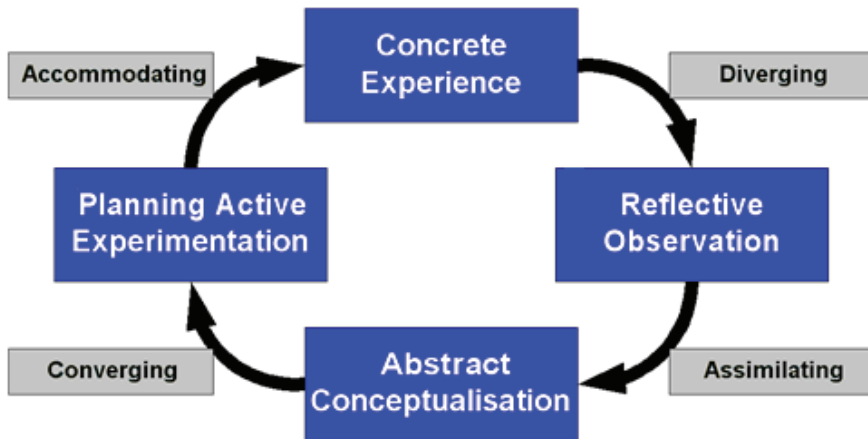 Concrete
Experience
Accommodating
Diverging
Planning Active
Experimentation
Reflective
Observation
Abstract
Conceptualisation
Converging
Assimilating